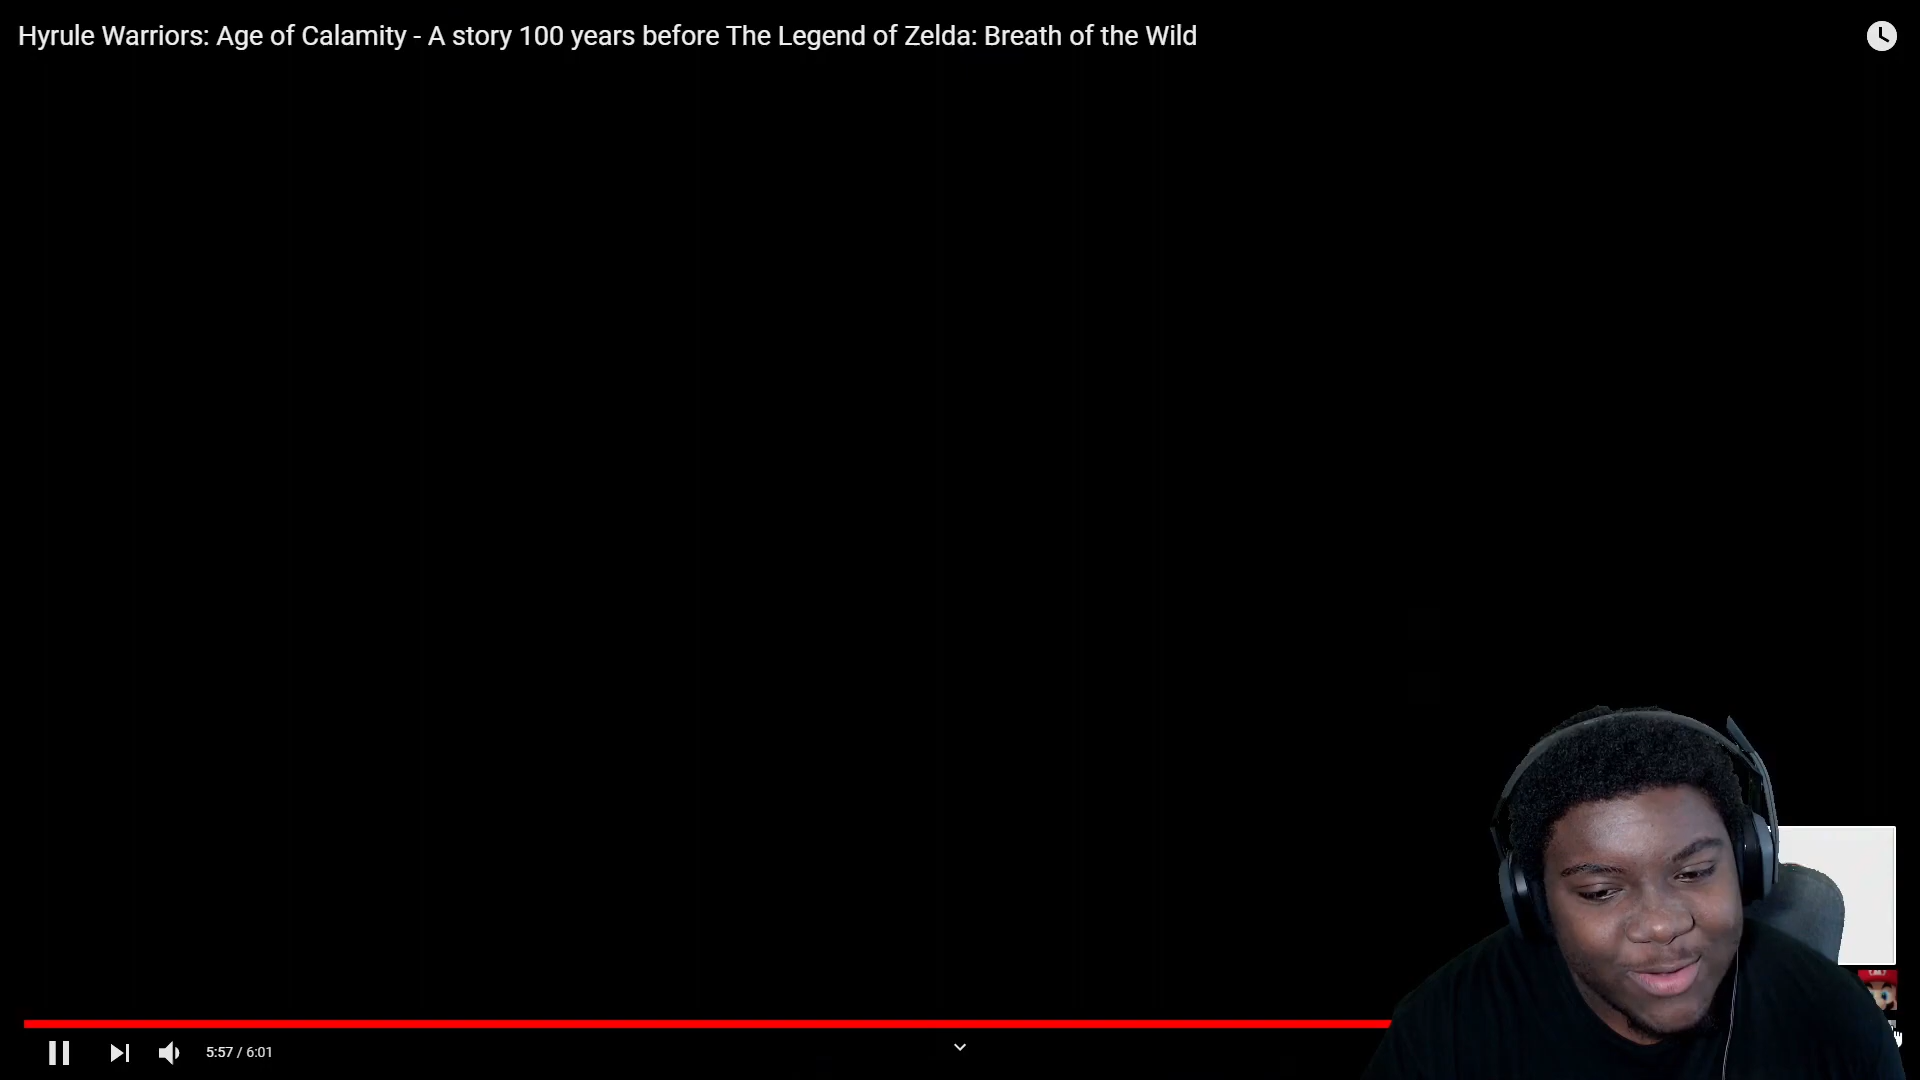 Hyrule Warriors: Age of Calamity - A story 100 years before The Legend of Zelda: Breath of the Wild
5:57 / 6:01